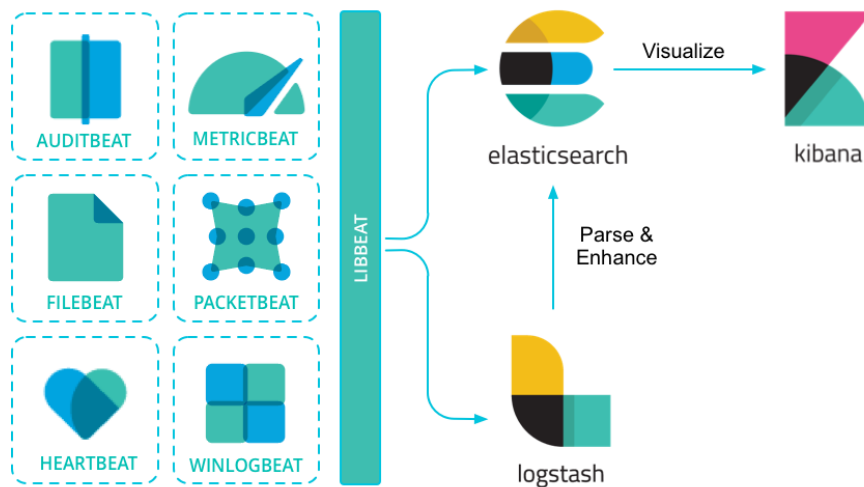 AUDITBEAT
METRICBEAT
FILEBEAT
PACKETBEAT
HEARTBEAT
WINLOGBEAT
LIBBEAT
elasticsearch
Visualize
kibana
Parse &
Enhance
logstash